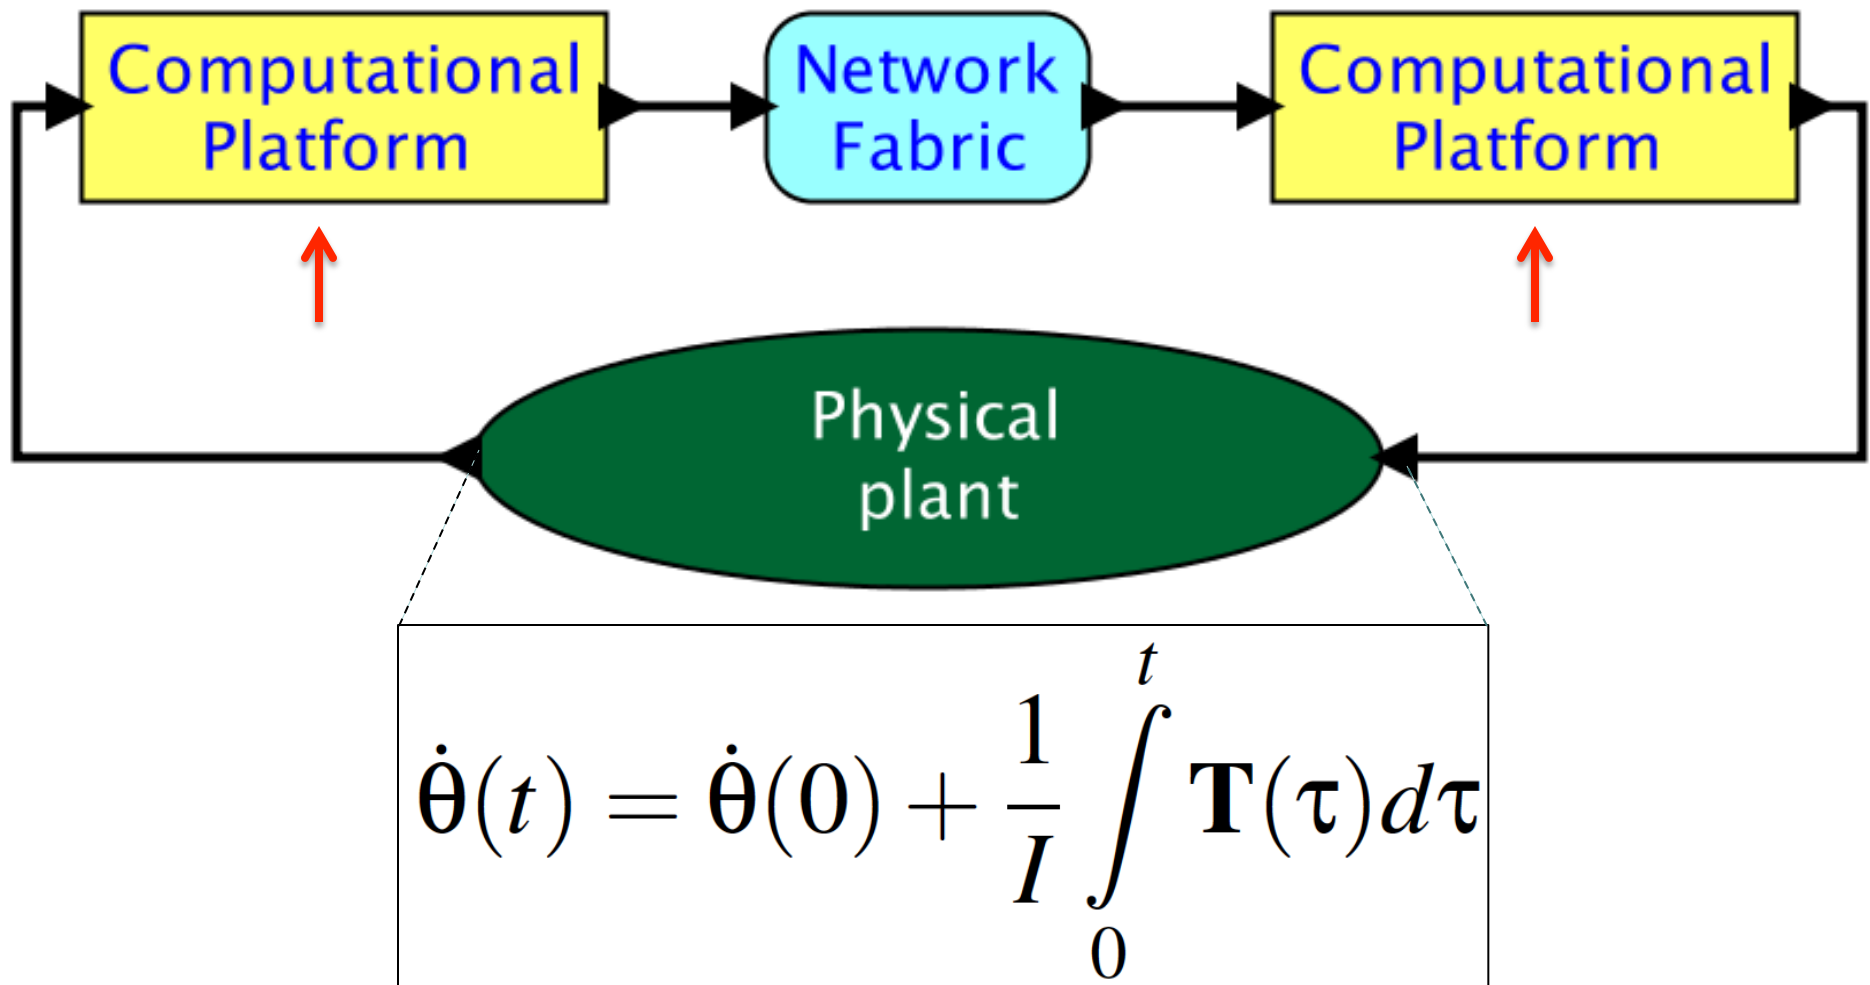 Computational
Platform
Network
Fabric
Computational
Platform
Physical
plant
θ̇(t) = θ̇(0) + 1/I ∫₀ᵗ T(τ)dτ